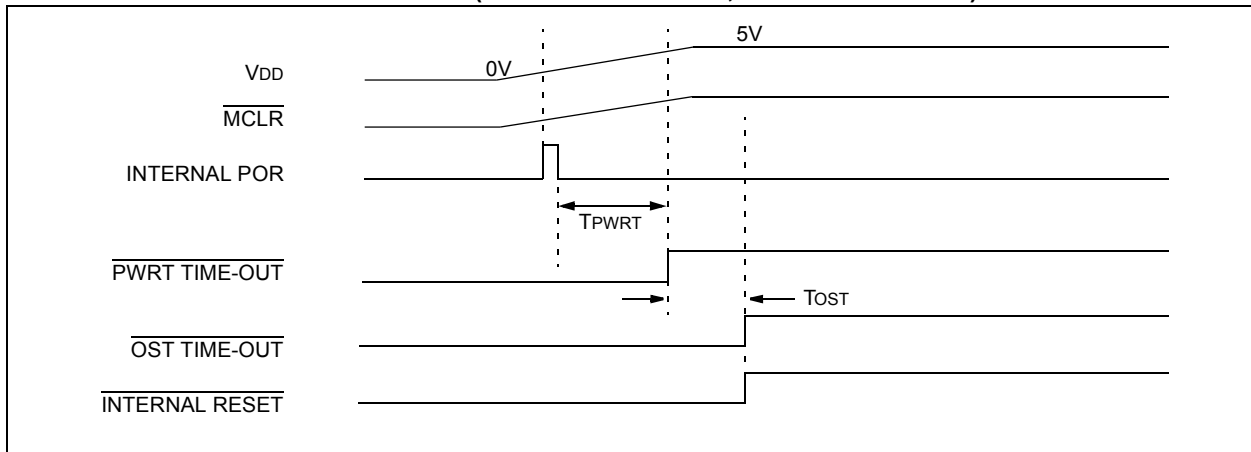 5V
VDD
0V
MCLR
INTERNAL POR
TPWRT
PWRT TIME-OUT
TOST
OST TIME-OUT
INTERNAL RESET